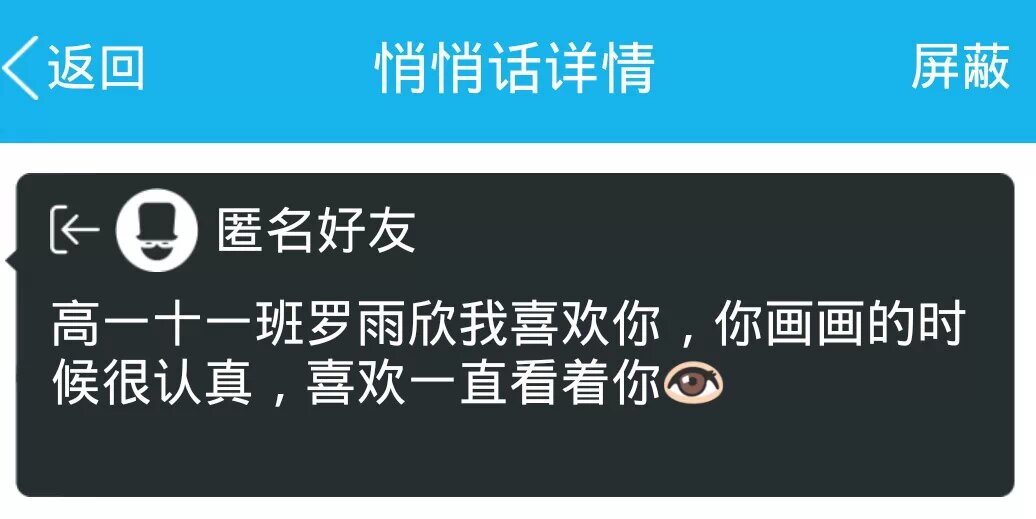 返回 悄悄话详情 屏蔽
匿名好友
高一十一班罗雨欣我喜欢你，你画画的时
候很认真，喜欢一直看着你👁